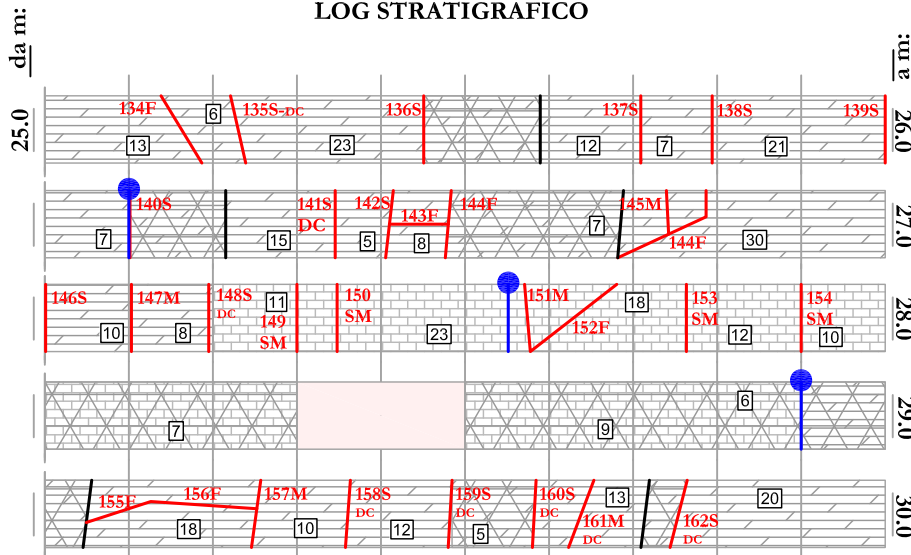 LOG STRATIGRAFICO
da m:
a m:
25.0
134F
6
135S-DC
136S
137S
138S
139S
26.0
13
23
12
7
21
140S
141S
DC
142S
143F
144F
7
145M
144F
27.0
7
15
5
8
30
146S
147M
148S
DC
11
149
SM
150
SM
151M
152F
18
153
SM
154
SM
28.0
10
8
23
12
10
6
7
9
29.0
155F
156F
157M
158S
DC
159S
DC
160S
DC
13
161M
DC
162S
DC
20
30.0
18
10
12
5